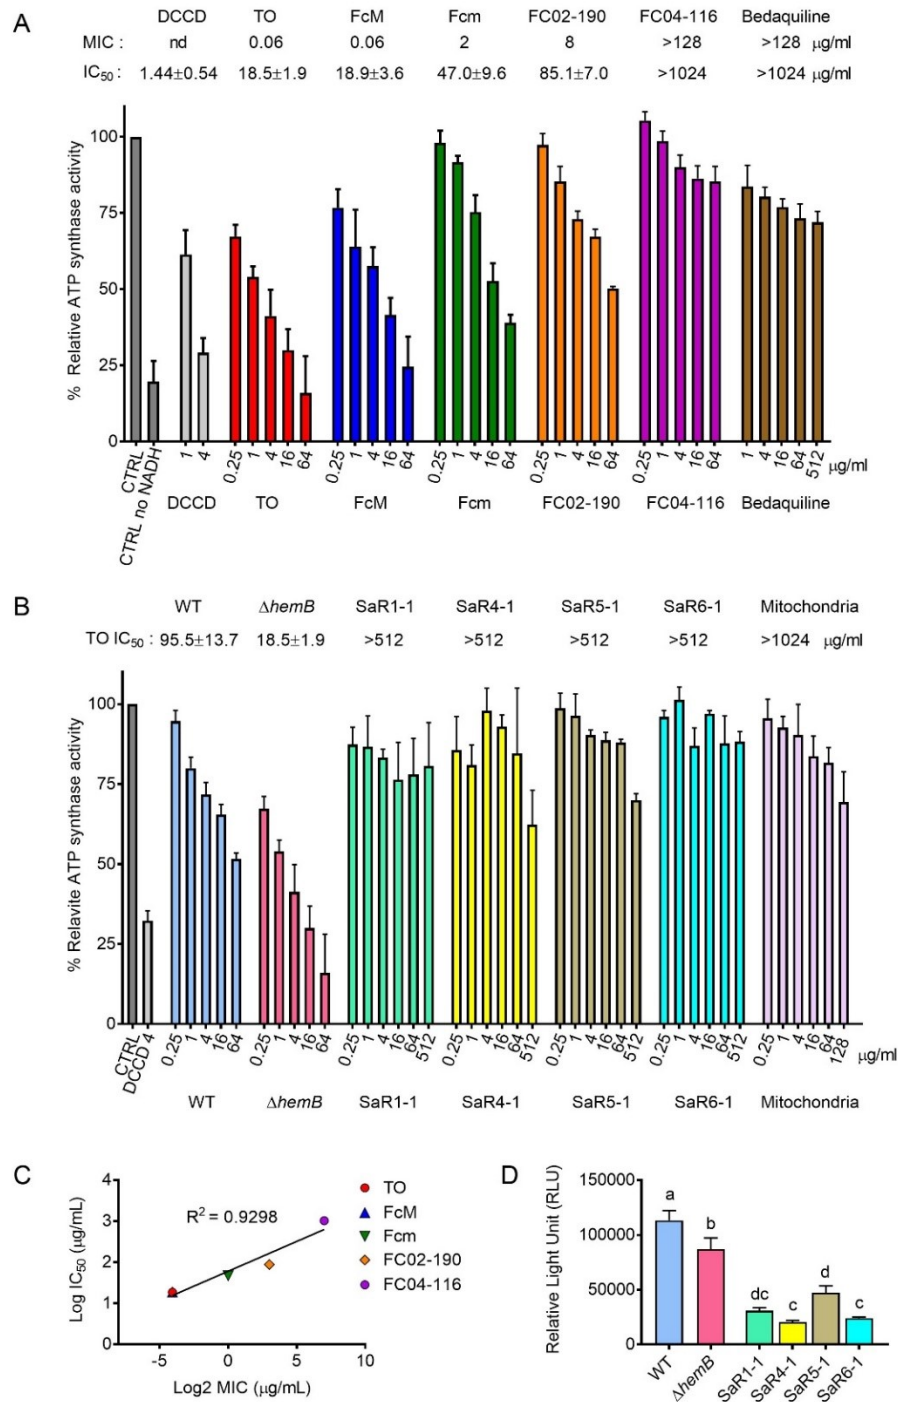 A
DCCD TO FcM Fcm FC02-190 FC04-116 Bedaquiline
MIC : nd 0.06 0.06 2 8 >128 >128 μg/ml
IC50 : 1.44±0.54 18.5±1.9 18.9±3.6 47.0±9.6 85.1±7.0 >1024 >1024 μg/ml
% Relative ATP synthase activity
100
75
50
25
0
CTRL CTRL no NADH 1 4 0.25 1 4 16 64 0.25 1 4 16 64 0.25 1 4 16 64 0.25 1 4 16 64 0.25 1 4 16 64 1 4 16 64 512 μg/ml
DCCD TO FcM Fcm FC02-190 FC04-116 Bedaquiline
B
WT ΔhemB SaR1-1 SaR4-1 SaR5-1 SaR6-1 Mitochondria
TO IC50 : 95.5±13.7 18.5±1.9 >512 >512 >512 >512 >1024 μg/ml
% Relavite ATP synthase activity
100
75
50
25
0
CTRL DCCD 4 0.25 1 4 16 64 0.25 1 4 16 64 0.25 1 4 16 64 512 0.25 1 4 16 64 512 0.25 1 4 16 64 512 0.25 1 4 16 64 512 0.25 1 4 16 64 128 μg/ml
WT ΔhemB SaR1-1 SaR4-1 SaR5-1 SaR6-1 Mitochondria
C
Log IC50 (μg/mL)
4
3
2
1
0
R2 = 0.9298
-5 0 5 10
Log2 MIC (μg/mL)
TO
FcM
Fcm
FC02-190
FC04-116
D
Relative Light Unit (RLU)
150000
100000
50000
0
a b dc c d c
WT ΔhemB SaR1-1 SaR4-1 SaR5-1 SaR6-1